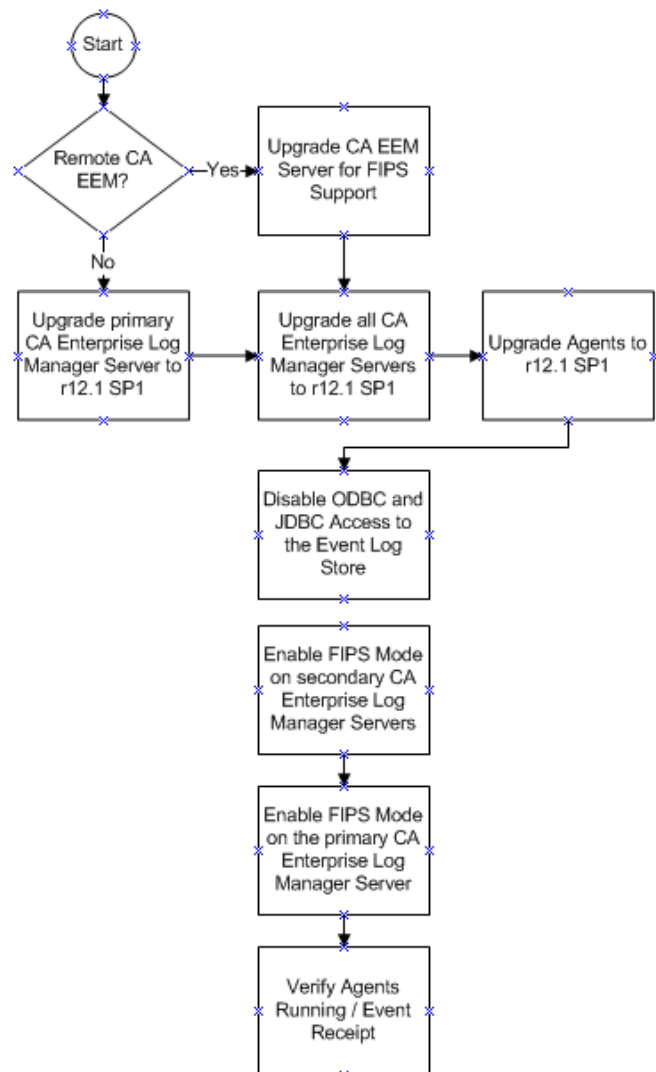 Start
Remote CA
EEM?
Yes
Upgrade CA EEM
Server for FIPS
Support
No
Upgrade primary
CA Enterprise Log
Manager Server to
r12.1 SP1
Upgrade all CA
Enterprise Log
Manager Servers
to r12.1 SP1
Upgrade Agents to
r12.1 SP1
Disable ODBC and
JDBC Access to
the Event Log
Store
Enable FIPS Mode
on secondary CA
Enterprise Log
Manager Servers
Enable FIPS Mode
on the primary CA
Enterprise Log
Manager Server
Verify Agents
Running / Event
Receipt